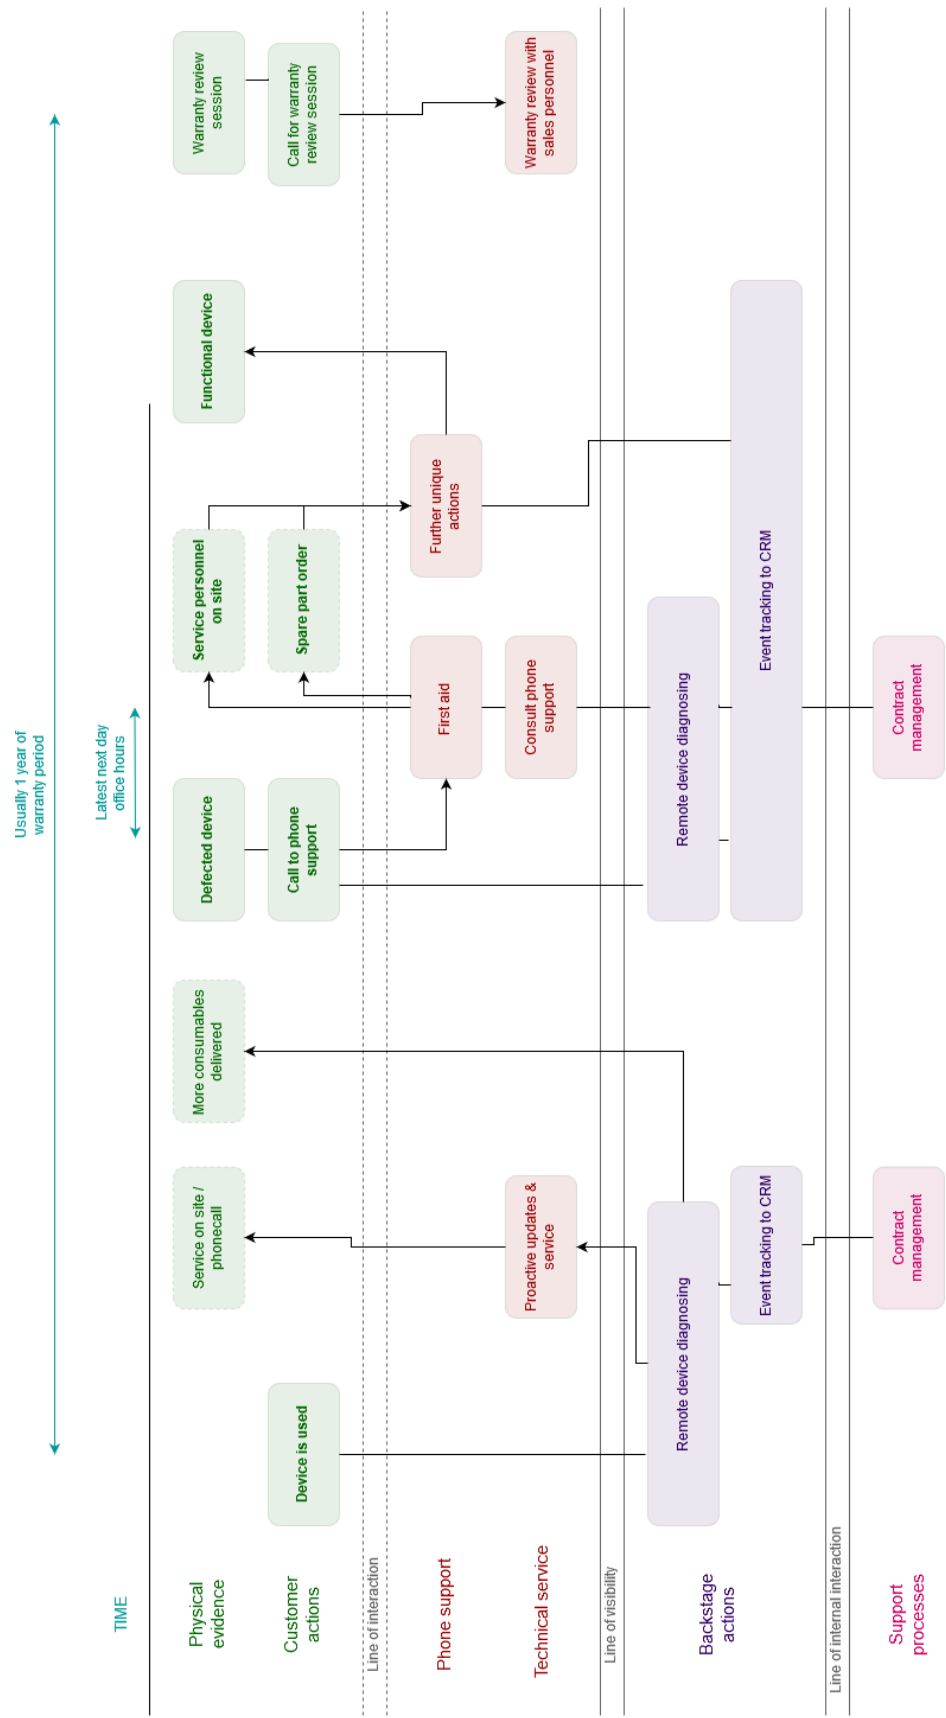 Usually 1 year of
warranty period
TIME
Latest next day
office hours
Physical
evidence
Service on site /
phonecall
More consumables
delivered
Defected device
Service personnel
on site
Functional device
Warranty review
session
Customer
actions
Device is used
Call to phone
support
Spare part order
Call for warranty
review session
Line of interaction
Phone support
First aid
Further unique
actions
Technical service
Proactive updates &
service
Consult phone
support
Warranty review with
sales personnel
Line of visibility
Backstage
actions
Remote device diagnosing
Remote device diagnosing
Event tracking to CRM
Event tracking to CRM
Line of internal interaction
Support
processes
Contract
management
Contract
management